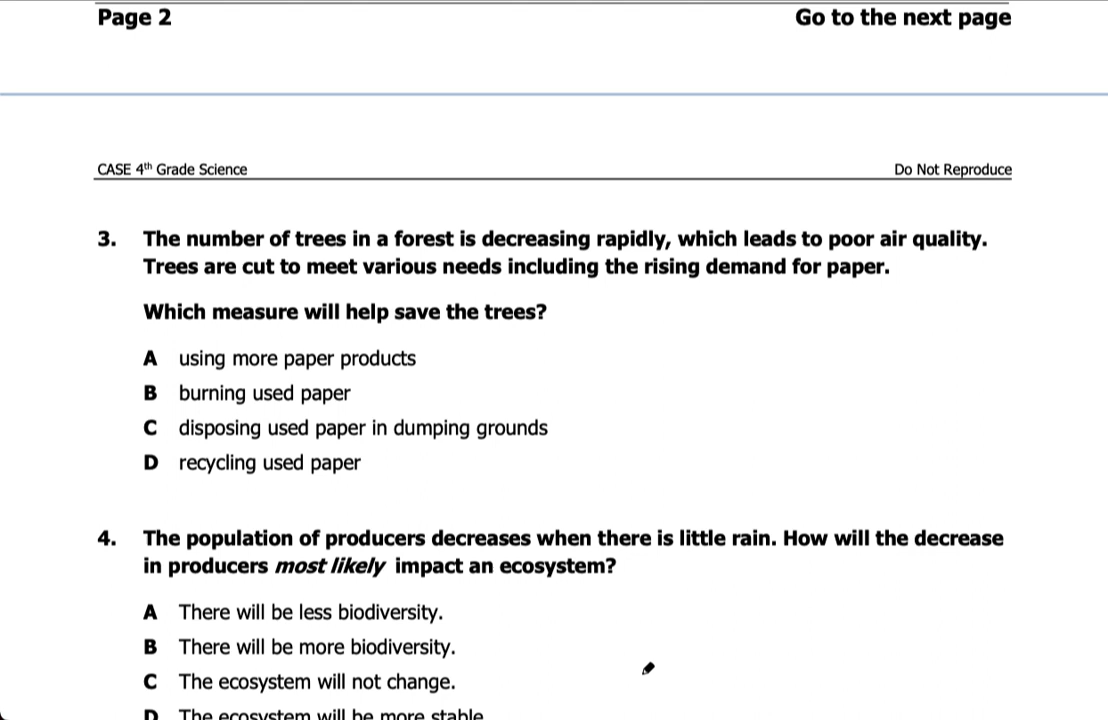 Page 2
Go to the next page
CASE 4th Grade Science
Do Not Reproduce
3. The number of trees in a forest is decreasing rapidly, which leads to poor air quality.
Trees are cut to meet various needs including the rising demand for paper.
Which measure will help save the trees?
A using more paper products
B burning used paper
C disposing used paper in dumping grounds
D recycling used paper
4. The population of producers decreases when there is little rain. How will the decrease
in producers most likely impact an ecosystem?
A There will be less biodiversity.
B There will be more biodiversity.
C The ecosystem will not change.
D The ecosystem will be more stable